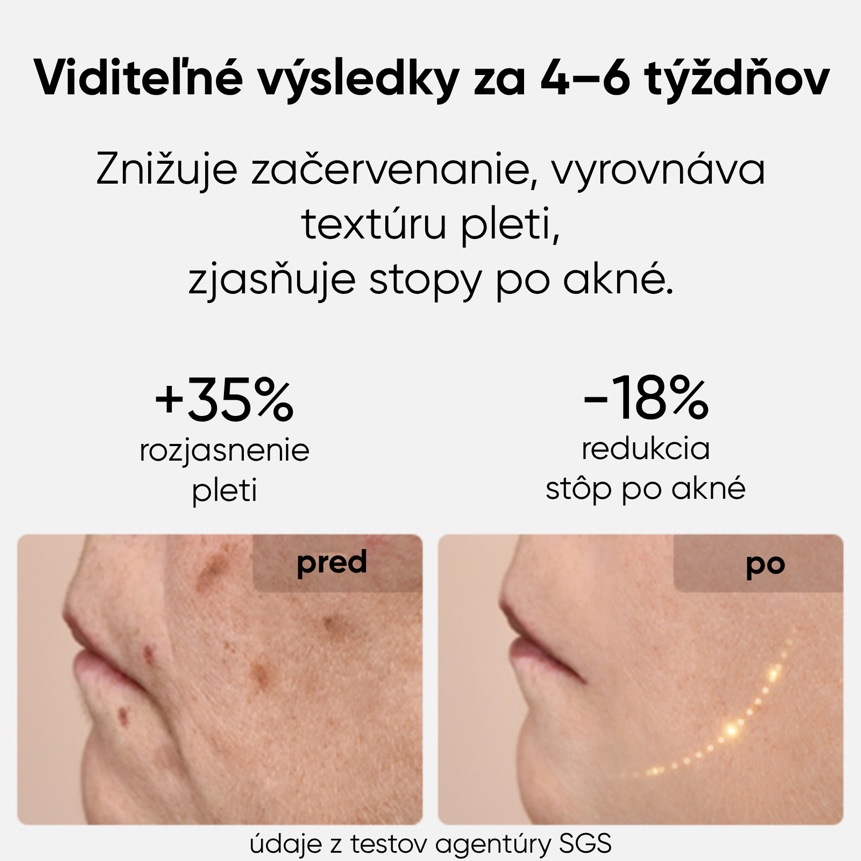 Viditeľné výsledky za 4–6 týždňov
Znižuje začervenanie, vyrovnáva
textúru pleti,
zjasňuje stopy po akné.
+35%
rozjasnenie
pleti
-18%
redukcia
stôp po akné
pred
po
údaje z testov agentúry SGS